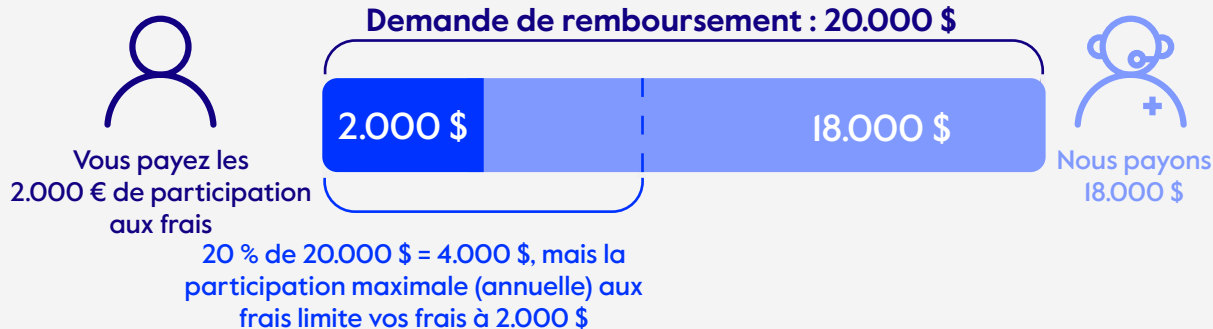 Demande de remboursement : 20.000 $
2.000 $
18.000 $
Vous payez les
2.000 € de participation
aux frais
Nous payons
18.000 $
20 % de 20.000 $ = 4.000 $, mais la
participation maximale (annuelle) aux
frais limite vos frais à 2.000 $